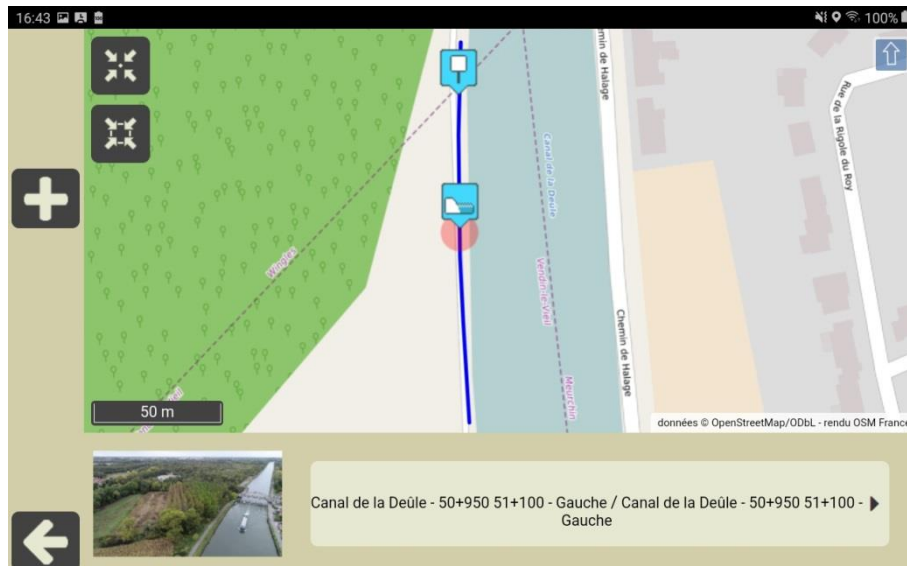 16:43
100%
Chemin de Halage
Rue de la Rigole du Roy
Canal de la Deûle
Wingles
Vendin-le-Vieil
Chemin de Halage
Meurchin
50 m
données © OpenStreetMap/ODbL - rendu OSM France
Canal de la Deûle - 50+950 51+100 - Gauche / Canal de la Deûle - 50+950 51+100 -
Gauche